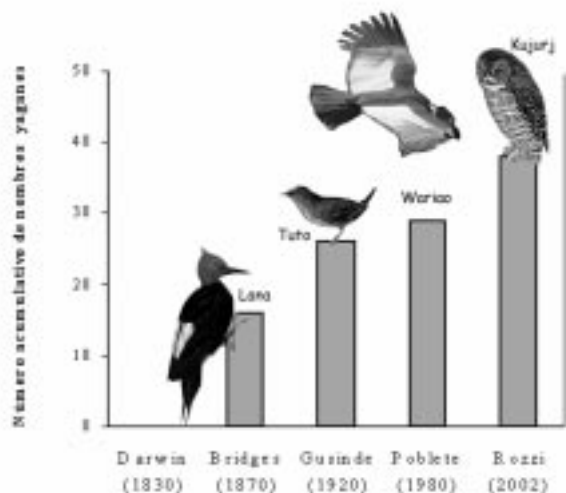 Número acumulativo de nombres yaganes
50
40
30
20
10
0
Lana
Tuto
Wariao
Kujurj
Darwin Bridges Gusinde Poblete Rozzi
(1830) (1870) (1920) (1980) (2002)